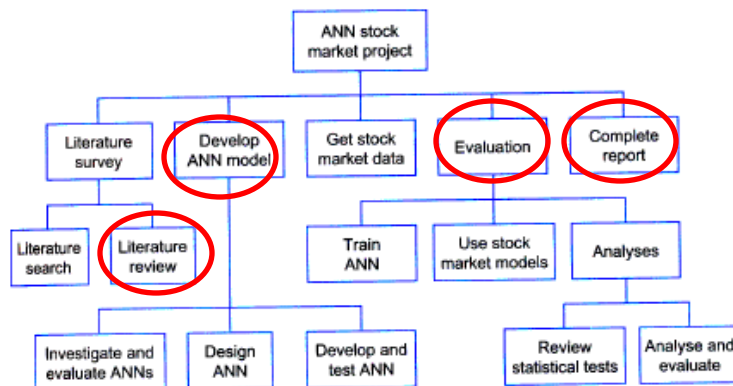 ANN stock
market project
Literature
survey
Develop
ANN model
Get stock
market data
Evaluation
Complete
report
Literature
search
Literature
review
Train
ANN
Use stock
market models
Analyses
Investigate and
evaluate ANNs
Design
ANN
Develop and
test ANN
Review
statistical tests
Analyse and
evaluate